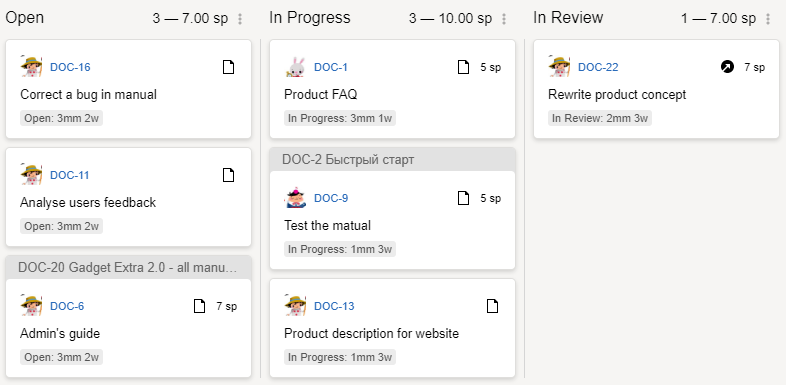 Open 3 — 7.00 sp
DOC-16
Correct a bug in manual
Open: 3mm 2w
DOC-11
Analyse users feedback
Open: 3mm 2w
DOC-20 Gadget Extra 2.0 - all manu...
DOC-6 7 sp
Admin's guide
Open: 3mm 2w
In Progress 3 — 10.00 sp
DOC-1 5 sp
Product FAQ
In Progress: 3mm 1w
DOC-2 Быстрый старт
DOC-9 5 sp
Test the matual
In Progress: 1mm 3w
DOC-13
Product description for website
In Progress: 1mm 3w
In Review 1 — 7.00 sp
DOC-22 7 sp
Rewrite product concept
In Review: 2mm 3w